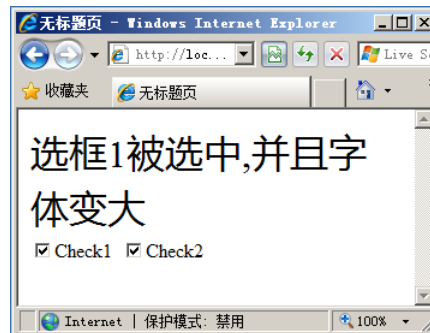 无标题页 - Windows Internet Explorer
http://loc...
Live Se
收藏夹
无标题页
选框1被选中,并且字
体变大
Check1 Check2
Internet | 保护模式: 禁用
100%